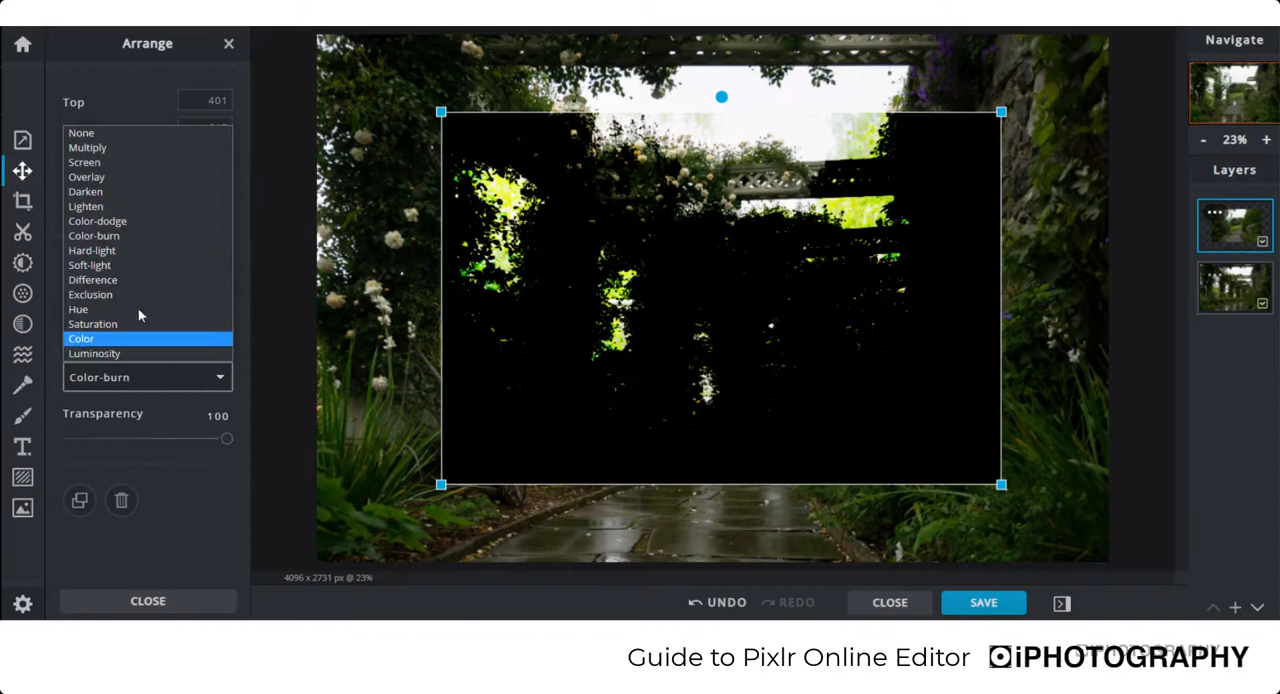 Arrange
Top 401
None
Multiply
Screen
Overlay
Darken
Lighten
Color-dodge
Color-burn
Hard-light
Soft-light
Difference
Exclusion
Hue
Saturation
Color
Luminosity
Color-burn
Transparency 100
CLOSE
4096 x 2731 px @ 23%
UNDO REDO CLOSE SAVE
Navigate
- 23% +
Layers
Guide to Pixlr Online Editor iPHOTOGRAPHY